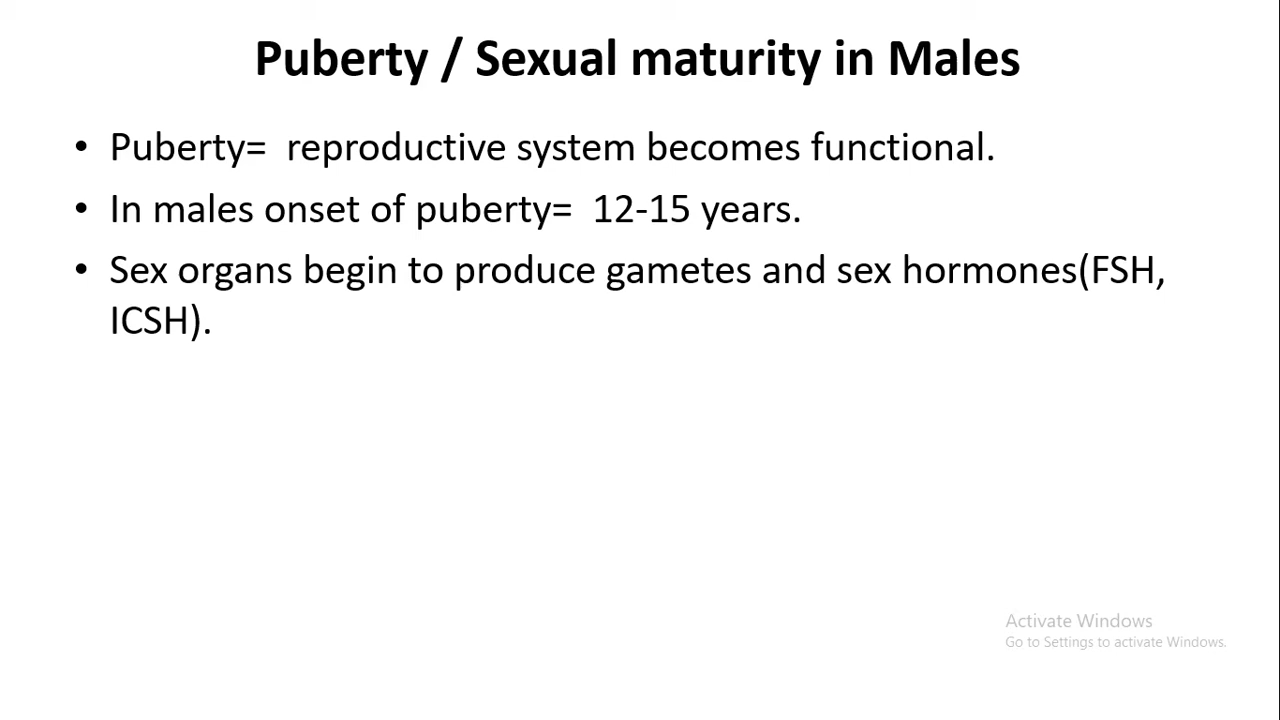 Puberty / Sexual maturity in Males
• Puberty=  reproductive system becomes functional.
• In males onset of puberty=  12-15 years.
• Sex organs begin to produce gametes and sex hormones(FSH,
ICSH).
Activate Windows
Go to Settings to activate Windows.